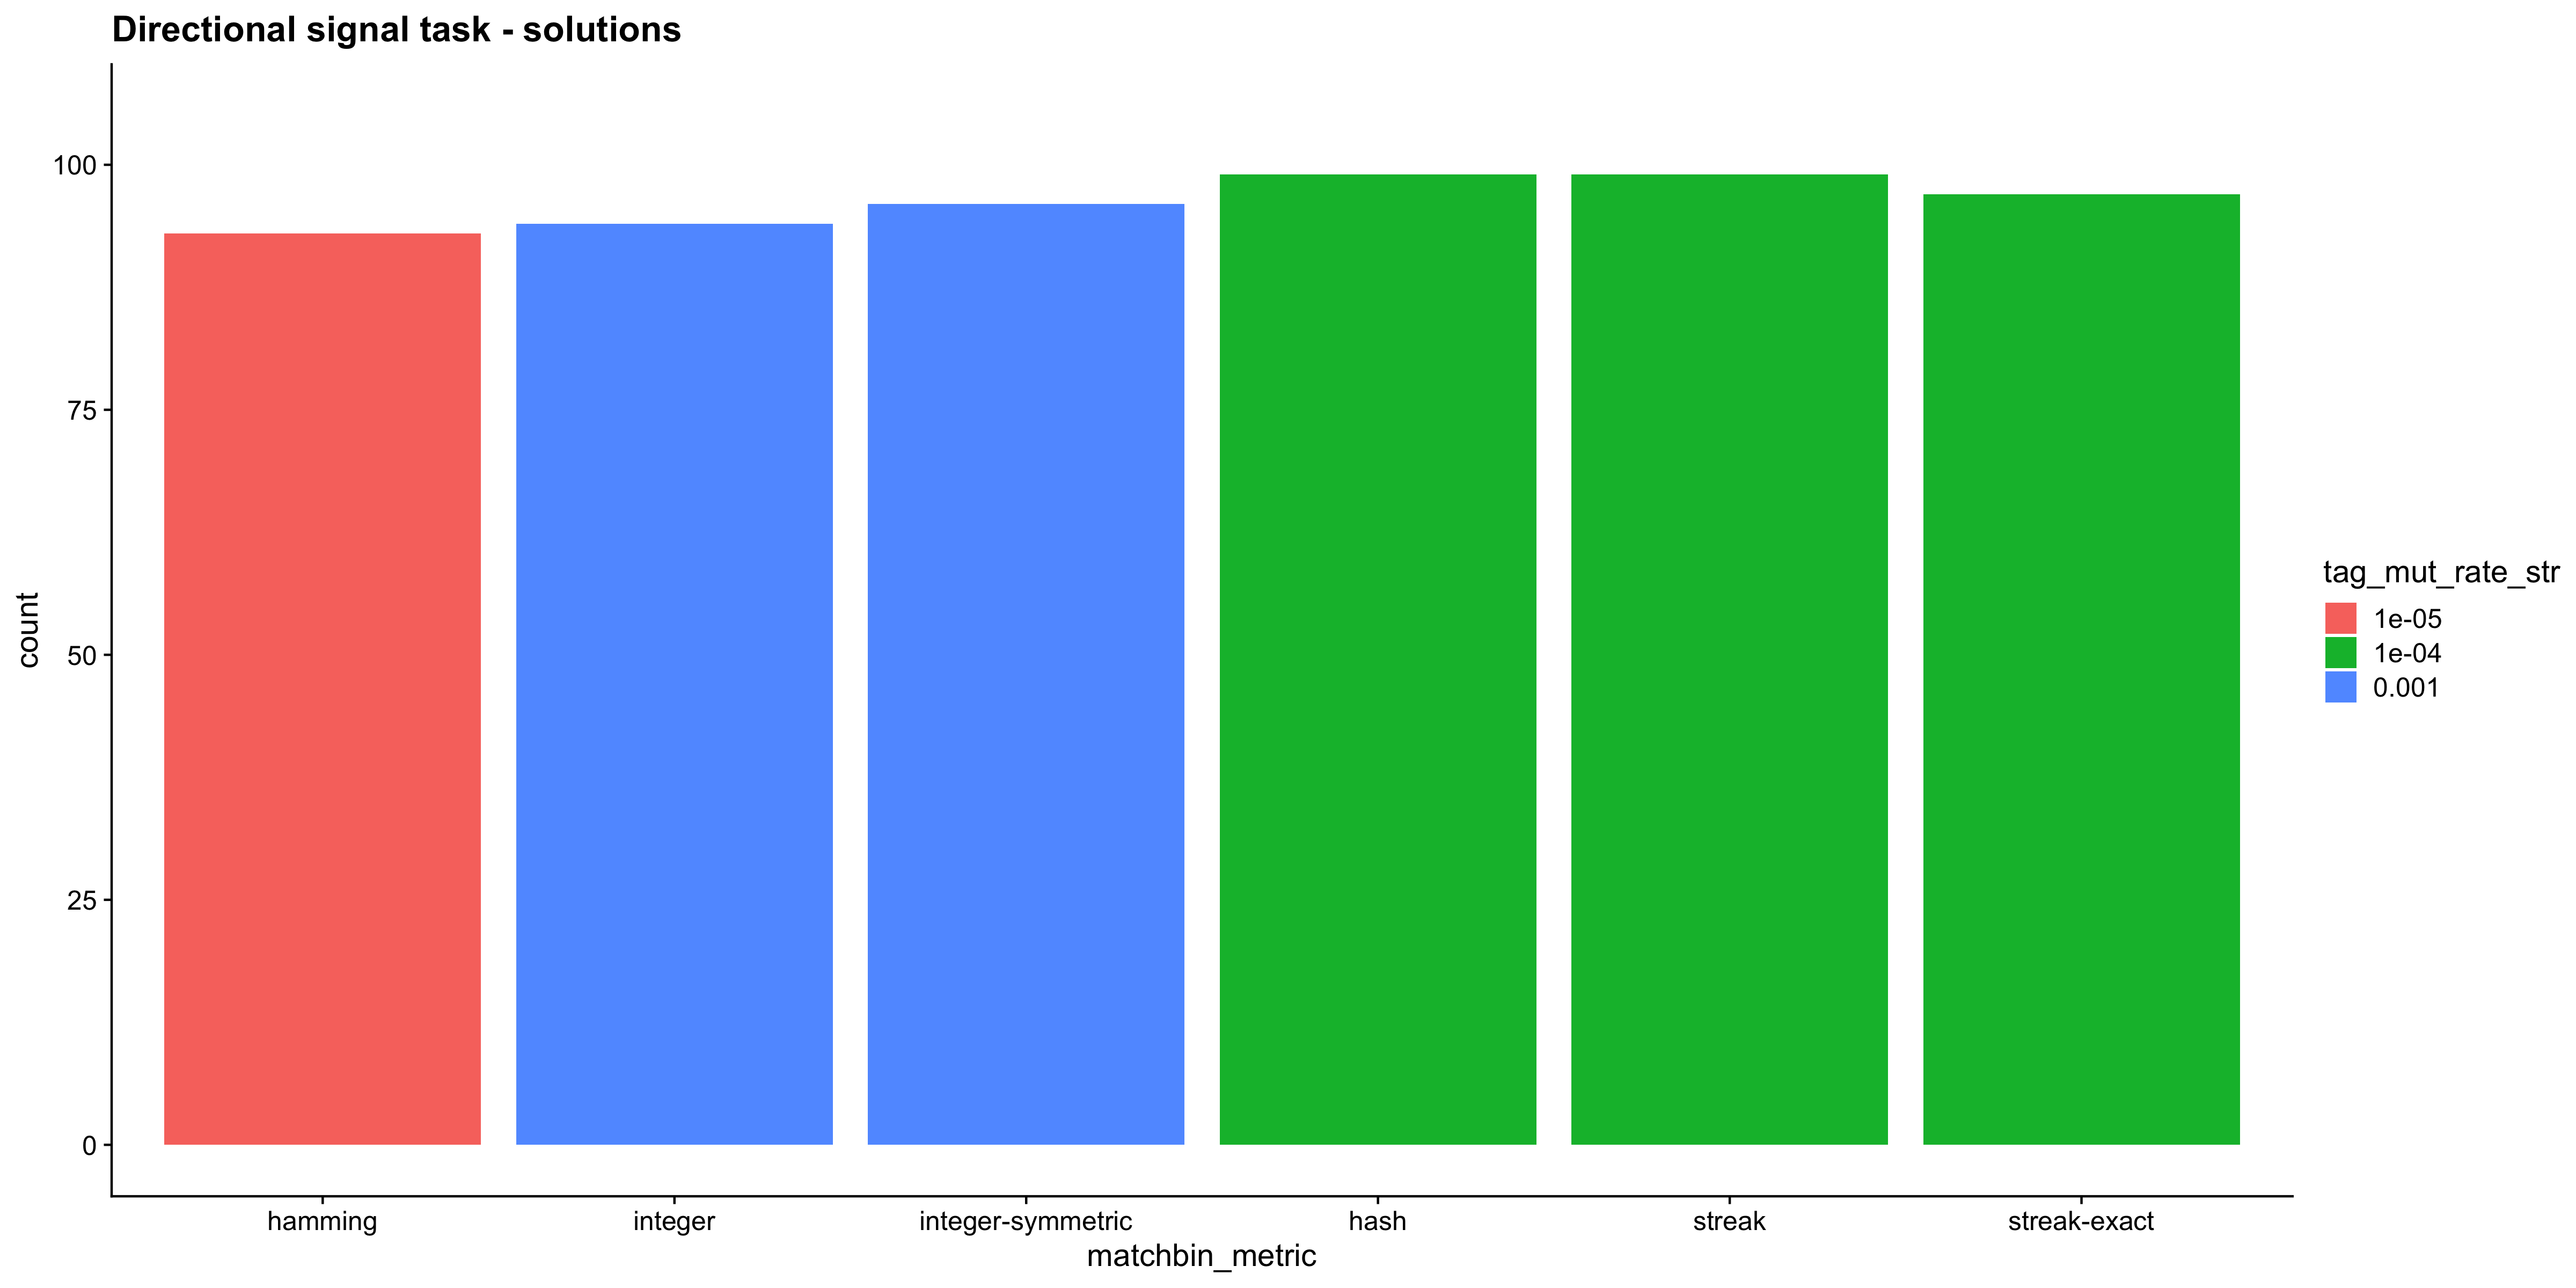 Directional signal task - solutions
100
75
50
25
0
count
hamming
integer
integer-symmetric
hash
streak
streak-exact
matchbin_metric
tag_mut_rate_str
1e-05
1e-04
0.001